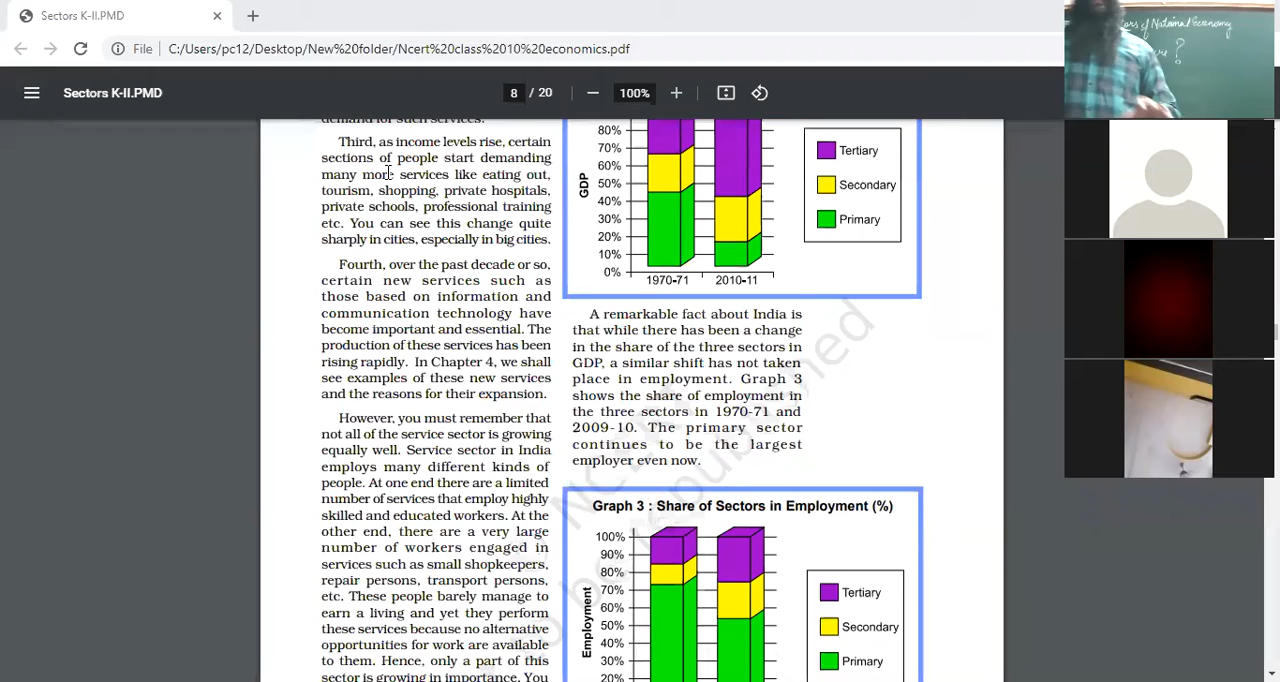 Sectors K-II.PMD
File
C:/Users/pc12/Desktop/New%20folder/Ncert%20class%2010%20economics.pdf
Sectors K-II.PMD
8 / 20
100%
demand for such services.
Third, as income levels rise, certain
sections of people start demanding
many more services like eating out,
tourism, shopping, private hospitals,
private schools, professional training
etc. You can see this change quite
sharply in cities, especially in big cities.
Fourth, over the past decade or so,
certain new services such as
those based on information and
communication technology have
become important and essential. The
production of these services has been
rising rapidly. In Chapter 4, we shall
see examples of these new services
and the reasons for their expansion.
However, you must remember that
not all of the service sector is growing
equally well. Service sector in India
employs many different kinds of
people. At one end there are a limited
number of services that employ highly
skilled and educated workers. At the
other end, there are a very large
number of workers engaged in
services such as small shopkeepers,
repair persons, transport persons,
etc. These people barely manage to
earn a living and yet they perform
these services because no alternative
opportunities for work are available
to them. Hence, only a part of this
sector is growing in importance. You
80%
70%
60%
50%
40%
30%
20%
10%
0%
GDP
1970-71
2010-11
Tertiary
Secondary
Primary
A remarkable fact about India is
that while there has been a change
in the share of the three sectors in
GDP, a similar shift has not taken
place in employment. Graph 3
shows the share of employment in
the three sectors in 1970-71 and
2009-10. The primary sector
continues to be the largest
employer even now.
Graph 3 : Share of Sectors in Employment (%)
100%
90%
80%
70%
60%
50%
40%
30%
20%
Employment
Tertiary
Secondary
Primary
NCERT
to be republished
of National Economy
?